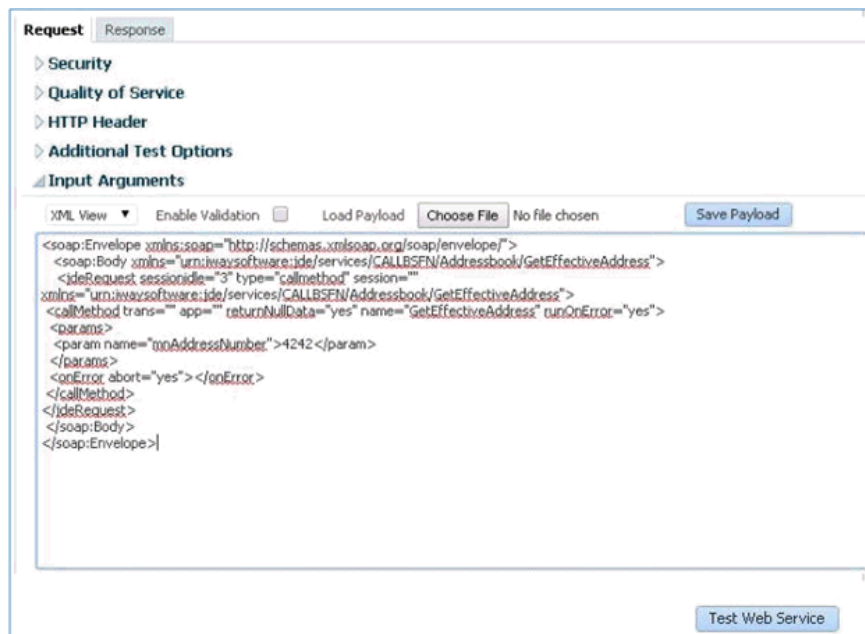 Request Response
Security
Quality of Service
HTTP Header
Additional Test Options
Input Arguments
XML View Enable Validation Load Payload Choose File No file chosen Save Payload
<soap:Envelope xmlns:soap="http://schemas.xmlsoap.org/soap/envelope/">
<soap:Body xmlns="urn:iwaysoftware:jde/services/CALLBSFN/Addressbook/GetEffectiveAddress">
<jdeRequest sessionidle="3" type="callmethod" session=""
xmlns="urn:iwaysoftware:jde/services/CALLBSFN/Addressbook/GetEffectiveAddress">
<callMethod trans="" app="" returnNullData="yes" name="GetEffectiveAddress" runOnError="yes">
<params>
<param name="mnAddressNumber">4242</param>
</params>
<onError abort="yes"></onError>
</callMethod>
</jdeRequest>
</soap:Body>
</soap:Envelope>
Test Web Service